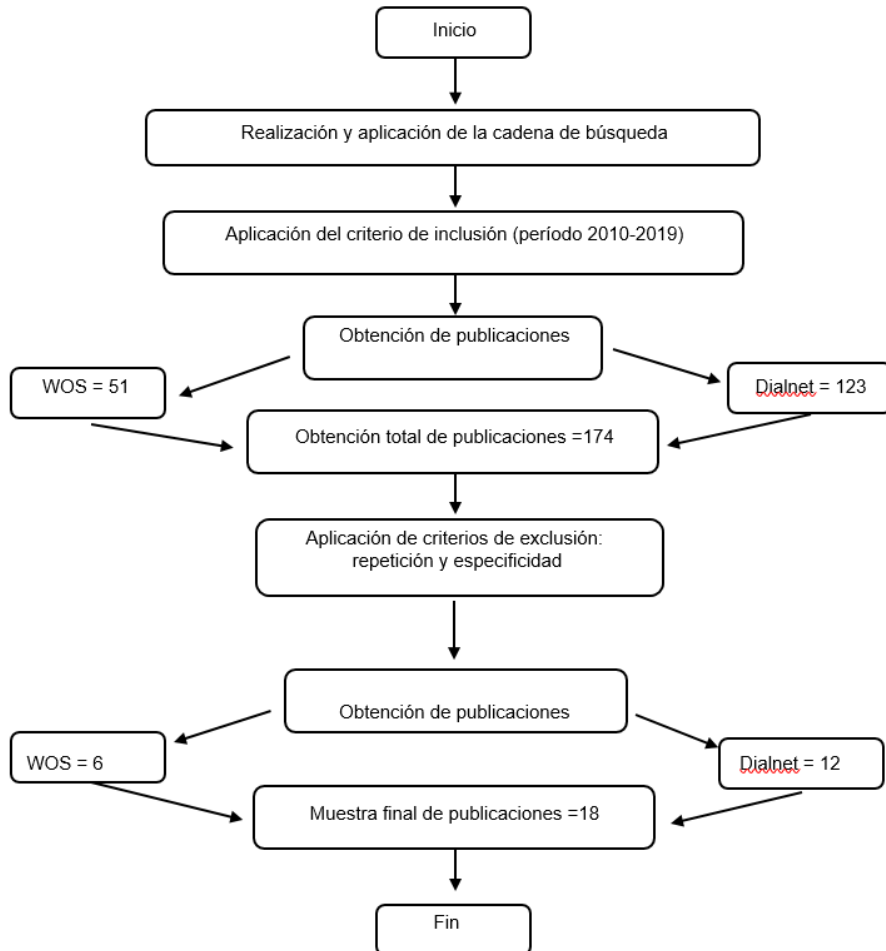 Inicio
Realización y aplicación de la cadena de búsqueda
Aplicación del criterio de inclusión (período 2010-2019)
Obtención de publicaciones
WOS = 51
Dialnet = 123
Obtención total de publicaciones =174
Aplicación de criterios de exclusión:
repetición y especificidad
Obtención de publicaciones
WOS = 6
Dialnet = 12
Muestra final de publicaciones =18
Fin